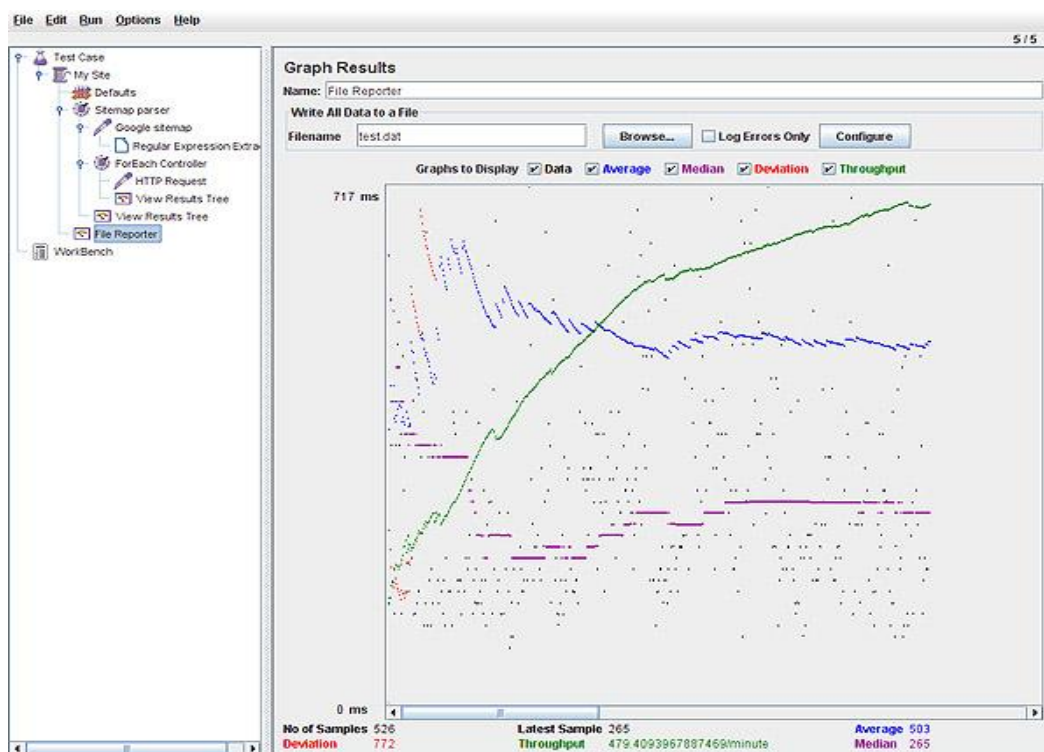 File Edit Run Options Help
5 / 5
Test Case
My Site
Defaults
Sitemap parser
Google sitemap
Regular Expression Extra
ForEach Controller
HTTP Request
View Results Tree
View Results Tree
File Reporter
WorkBench
Graph Results
Name: File Reporter
Write All Data to a File
Filename test.dat Browse... Log Errors Only Configure
Graphs to Display Data Average Median Deviation Throughput
717 ms
0 ms
No of Samples 526 Latest Sample 265 Average 503
Deviation 772 Throughput 479.4093967887469/minute Median 265